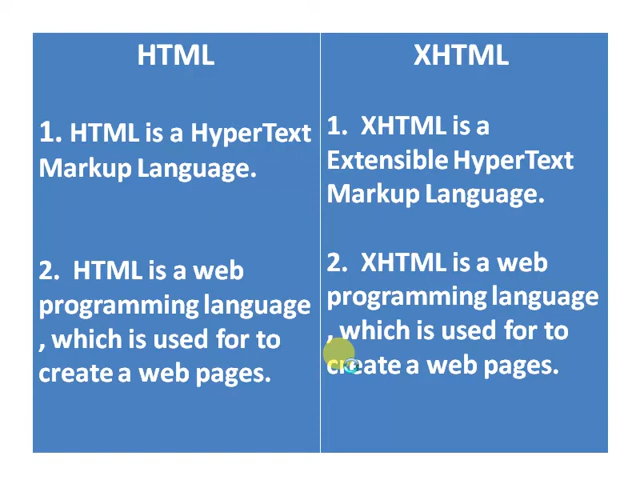 HTML
1. HTML is a HyperText
Markup Language.
2. HTML is a web
programming language
, which is used for to
create a web pages.
XHTML
1. XHTML is a
Extensible HyperText
Markup Language.
2. XHTML is a web
programming language
, which is used for to
create a web pages.